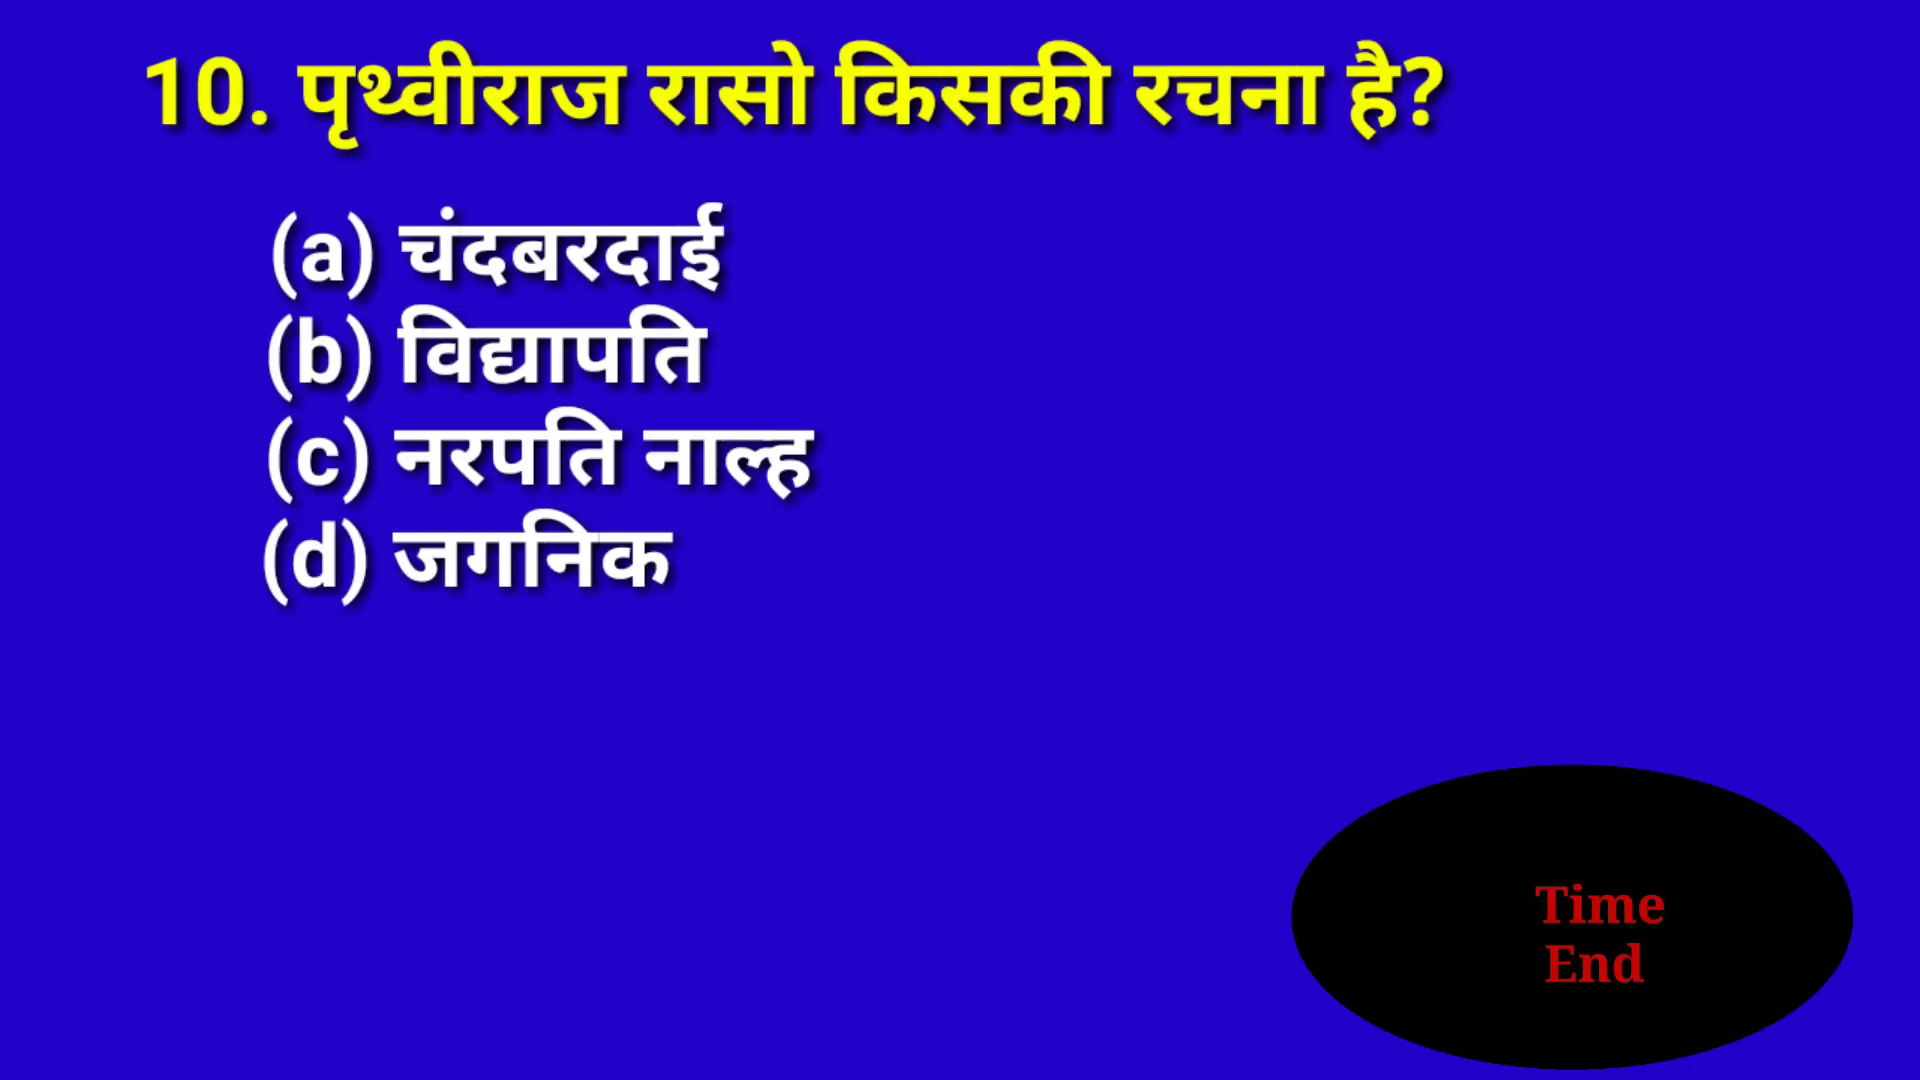 10. पृथ्वीराज रासो किसकी रचना है?
(a) चंदबरदाई
(b) विद्यापति
(c) नरपति नाल्ह
(d) जगनिक
Time
End